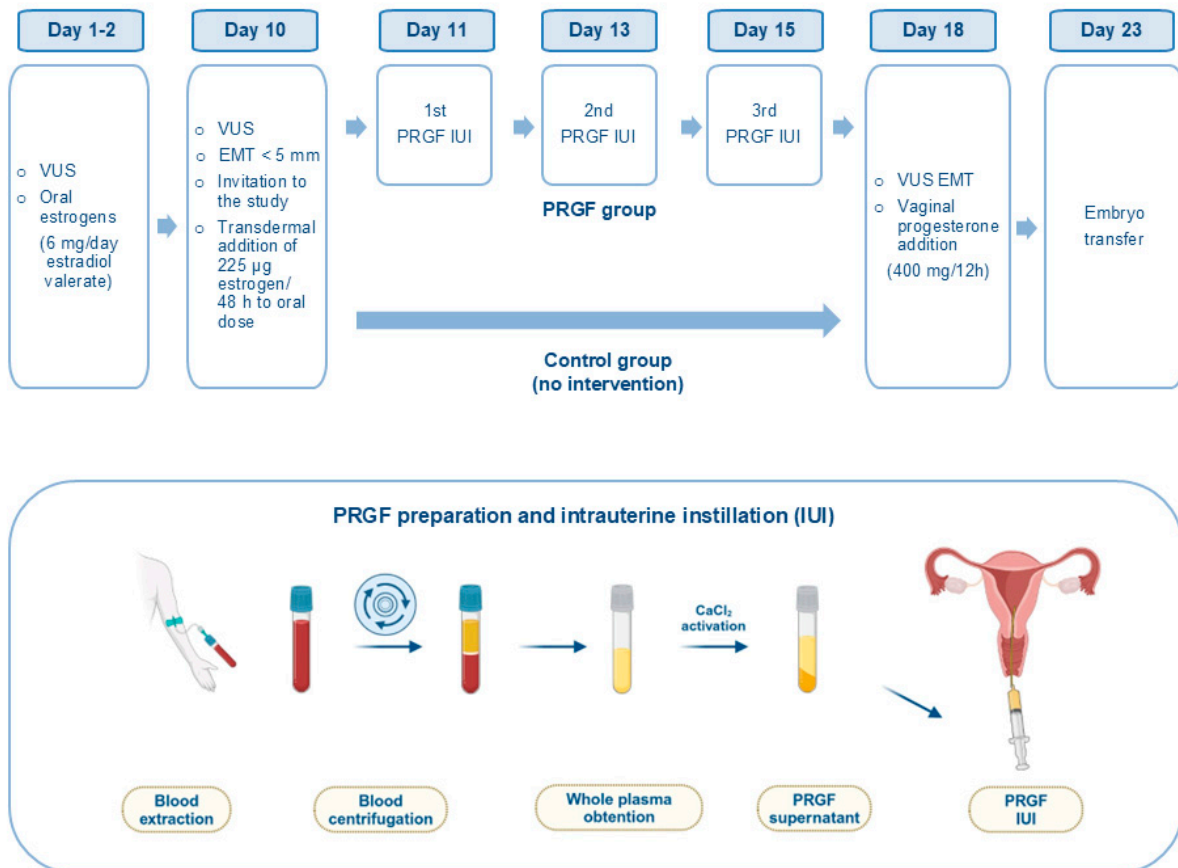 Day 1-2
Day 10
Day 11
Day 13
Day 15
Day 18
Day 23
o VUS
o Oral
estrogens
(6 mg/day
estradiol
valerate)
o VUS
o EMT < 5 mm
o Invitation to
the study
o Transdermal
addition of
225 µg
estrogen/
48 h to oral
dose
1st
PRGF IUI
2nd
PRGF IUI
3rd
PRGF IUI
PRGF group
Control group
(no intervention)
o VUS EMT
o Vaginal
progesterone
addition
(400 mg/12h)
Embryo
transfer
PRGF preparation and intrauterine instillation (IUI)
CaCl₂
activation
Blood
extraction
Blood
centrifugation
Whole plasma
obtention
PRGF
supernatant
PRGF
IUI